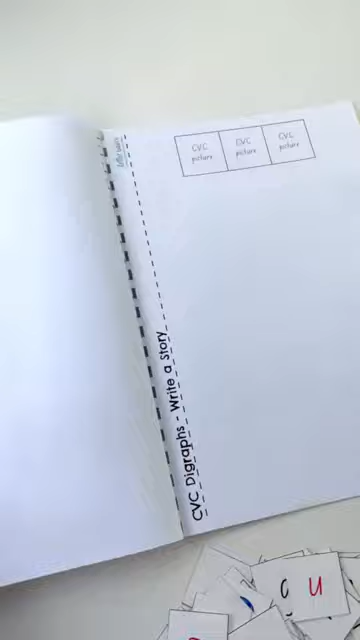 CVC
picture
CVC
picture
CVC
picture
CVC Digraphs - Write a story
u